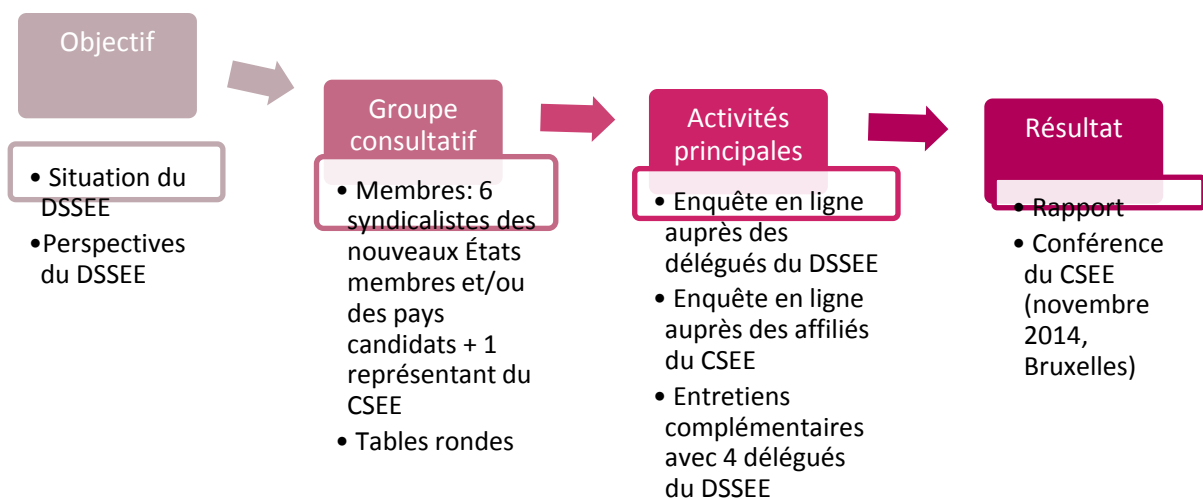 Objectif
• Situation du
DSSEE
•Perspectives
du DSSEE
Groupe
consultatif
• Membres: 6
syndicalistes des
nouveaux États
membres et/ou
des pays
candidats + 1
représentant du
CSEE
• Tables rondes
Activités
principales
• Enquête en ligne
auprès des
délégués du DSSEE
• Enquête en ligne
auprès des affiliés
du CSEE
• Entretiens
complémentaires
avec 4 délégués
du DSSEE
Résultat
• Rapport
• Conférence
du CSEE
(novembre
2014,
Bruxelles)